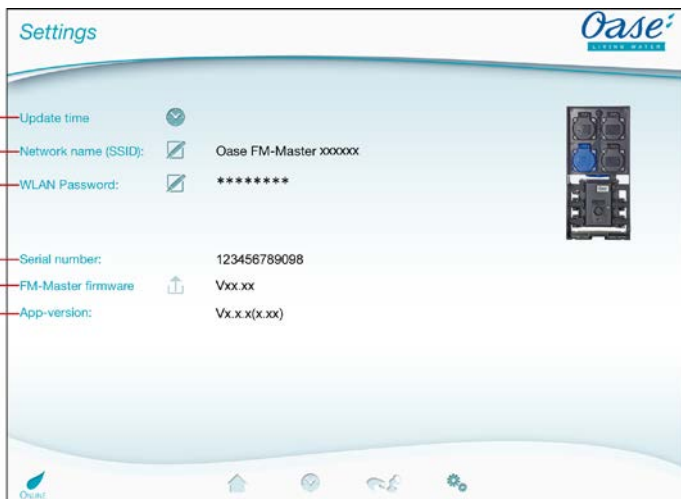 Settings
Oase
LIVING WATER
Update time
Network name (SSID): Oase FM-Master xxxxxx
WLAN Password: ********
Serial number: 123456789098
FM-Master firmware Vxx.xx
App-version: Vx.x.x(x.xx)